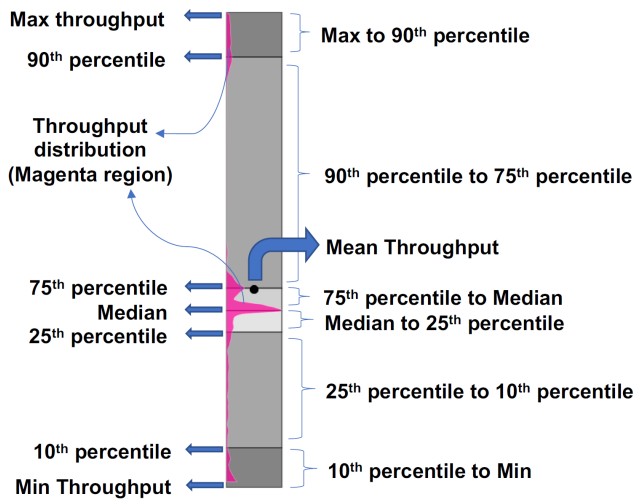 Max throughput
Max to 90th percentile
90th percentile
Throughput
distribution
(Magenta region)
90th percentile to 75th percentile
Mean Throughput
75th percentile
75th percentile to Median
Median
Median to 25th percentile
25th percentile
25th percentile to 10th percentile
10th percentile
10th percentile to Min
Min Throughput